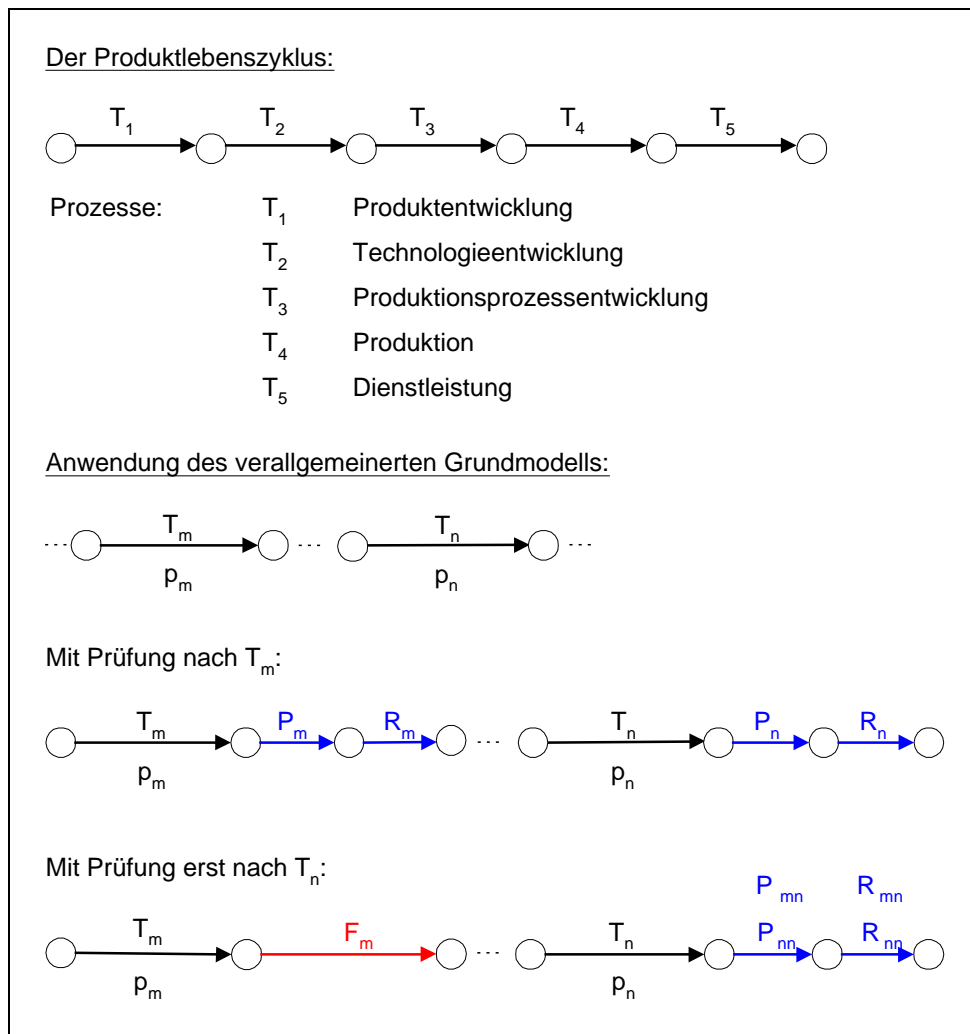 Der Produktlebenszyklus:
T1 T2 T3 T4 T5
Prozesse: T1 Produktentwicklung
T2 Technologieentwicklung
T3 Produktionsprozessentwicklung
T4 Produktion
T5 Dienstleistung
Anwendung des verallgemeinerten Grundmodells:
Tm Tn
... ... ...
pm pn
Mit Prüfung nach Tm:
Tm Pm Rm Tn Pn Rn
...
pm pn
Mit Prüfung erst nach Tn:
Pmn Rmn
Tm Fm Tn Pnn Rnn
...
pm pn